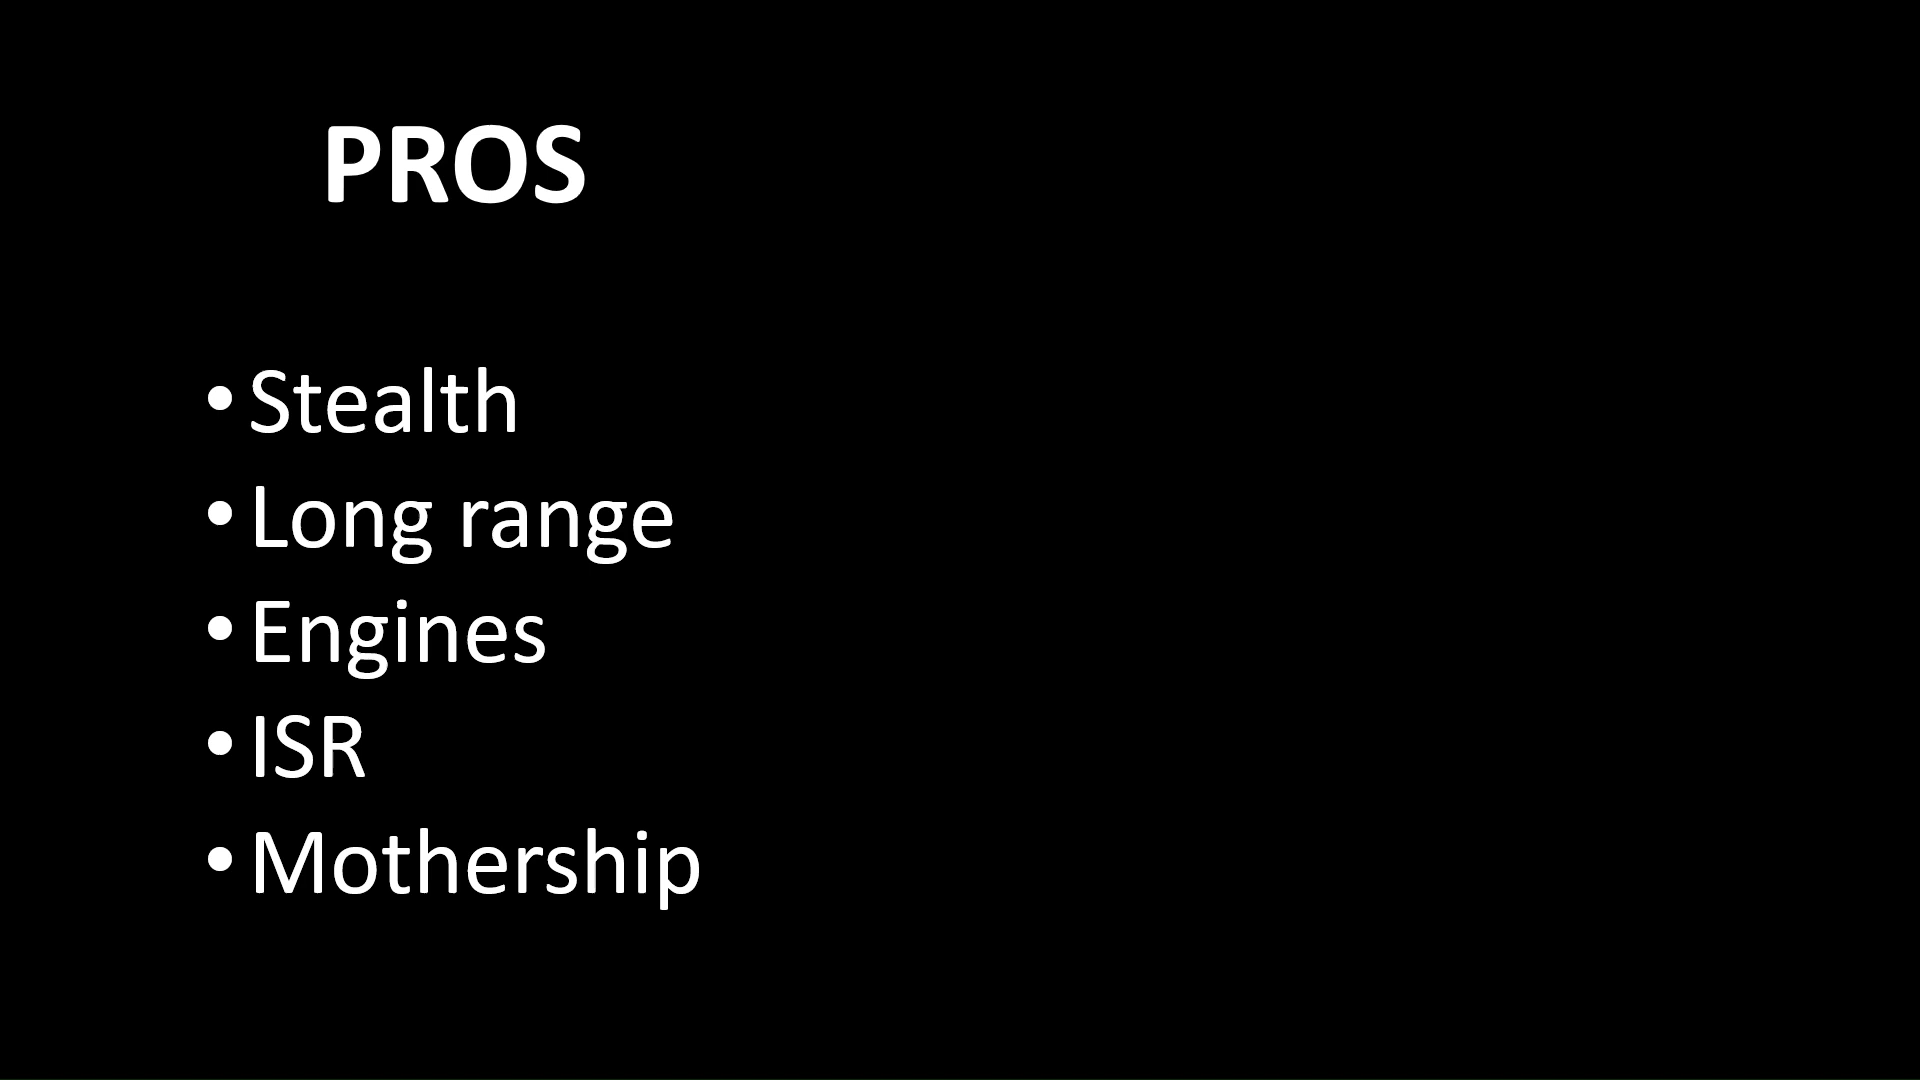 PROS
• Stealth
• Long range
• Engines
• ISR
• Mothership